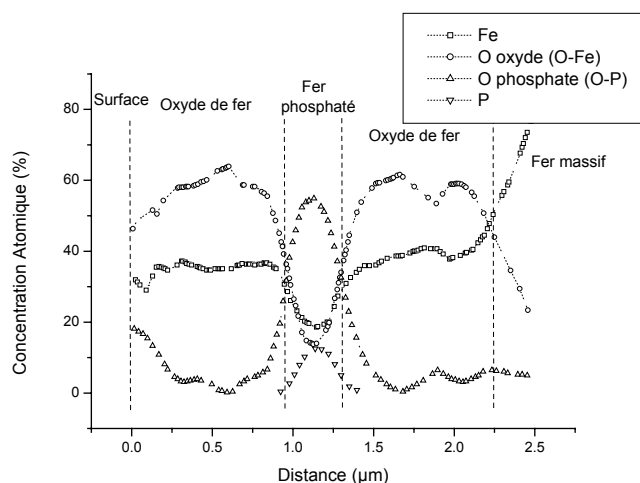 Fe
O oxyde (O-Fe)
O phosphate (O-P)
P
Surface
Oxyde de fer
Fer
phosphaté
Oxyde de fer
Fer massif
Concentration Atomique (%)
80
60
40
20
0
0.0 0.5 1.0 1.5 2.0 2.5
Distance (µm)